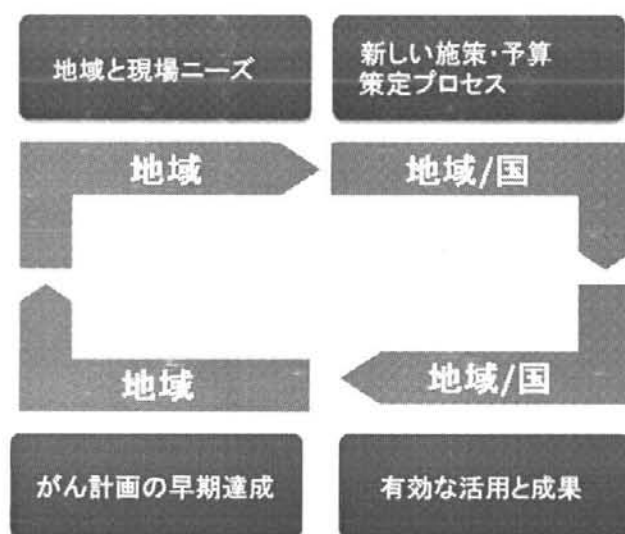 地域と現場ニーズ
新しい施策・予算
策定プロセス
地域
地域/国
地域
地域/国
がん計画の早期達成
有効な活用と成果